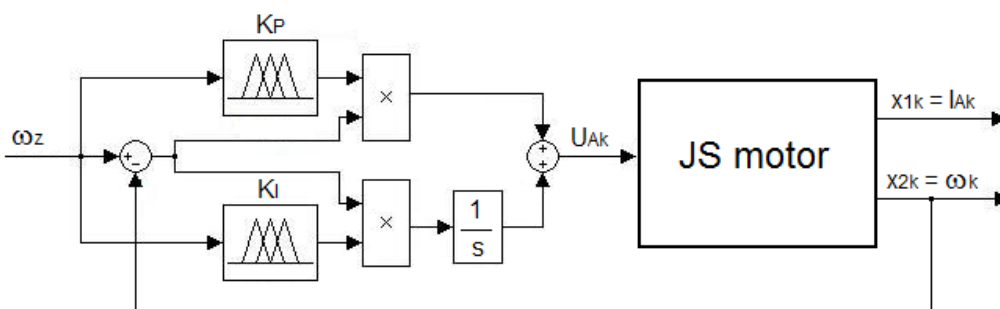 KP
×
ωz
+
-
KI
×
1
s
+
+
UAk
JS motor
x1k = IAk
x2k = ωk